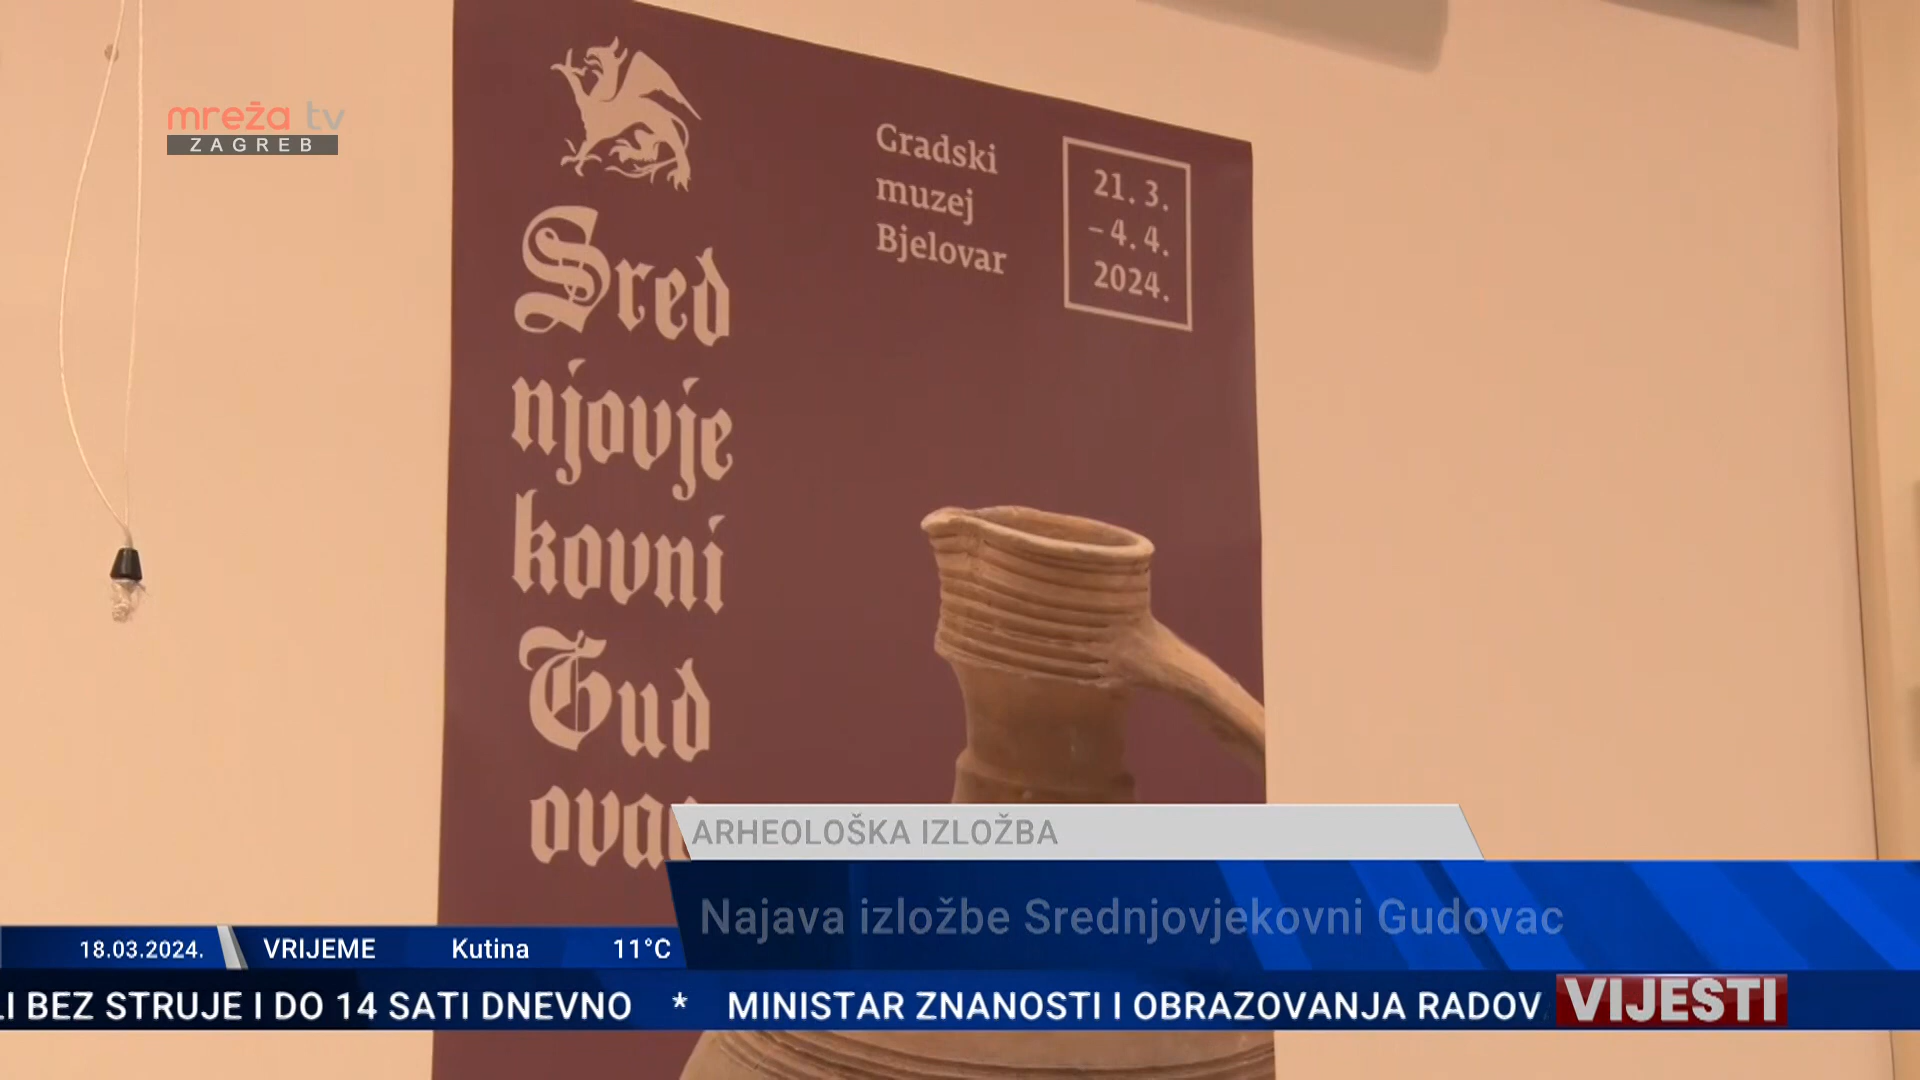 mreža tv
ZAGREB
Gradski
muzej
Bjelovar
21. 3.
– 4. 4.
2024.
Sred
njovje
kovni
Gud
ovac
ARHEOLOŠKA IZLOŽBA
Najava izložbe Srednjovjekovni Gudovac
18.03.2024.
VRIJEME
Kutina
11°C
LI BEZ STRUJE I DO 14 SATI DNEVNO * MINISTAR ZNANOSTI I OBRAZOVANJA RADOV
VIJESTI